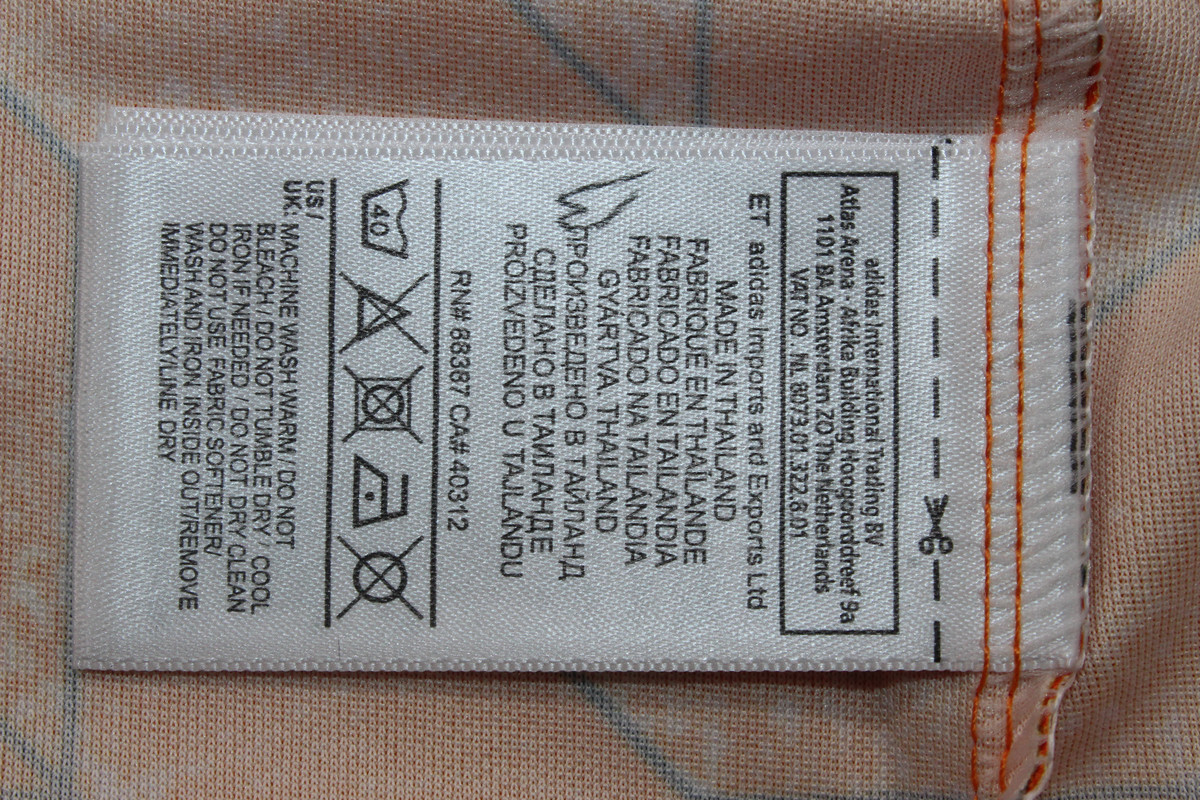 adidas International Trading BV
Atlas Arena - Afrika Building Hoogoorddreef 9a
1101 BA Amsterdam ZO The Netherlands
VAT NO. NL 8073.01.322.B.01
ET adidas Imports and Exports Ltd
MADE IN THAILAND
FABRIQUÉ EN THAÏLANDE
FABRICADO EN TAILANDIA
FABRICADO NA TAILÂNDIA
GYÁRTVA THAILAND
ПРОИЗВЕДЕНО В ТАЙЛАНД
СДЕЛАНО В ТАИЛАНДЕ
PROIZVEDENO U TAJLANDU
RN# 88387 CA# 40312
40
US/
UK: MACHINE WASH WARM / DO NOT
BLEACH / DO NOT TUMBLE DRY / COOL
IRON IF NEEDED / DO NOT DRY CLEAN
DO NOT USE FABRIC SOFTENER/
WASH AND IRON INSIDE OUT/REMOVE
IMMEDIATELY/LINE DRY